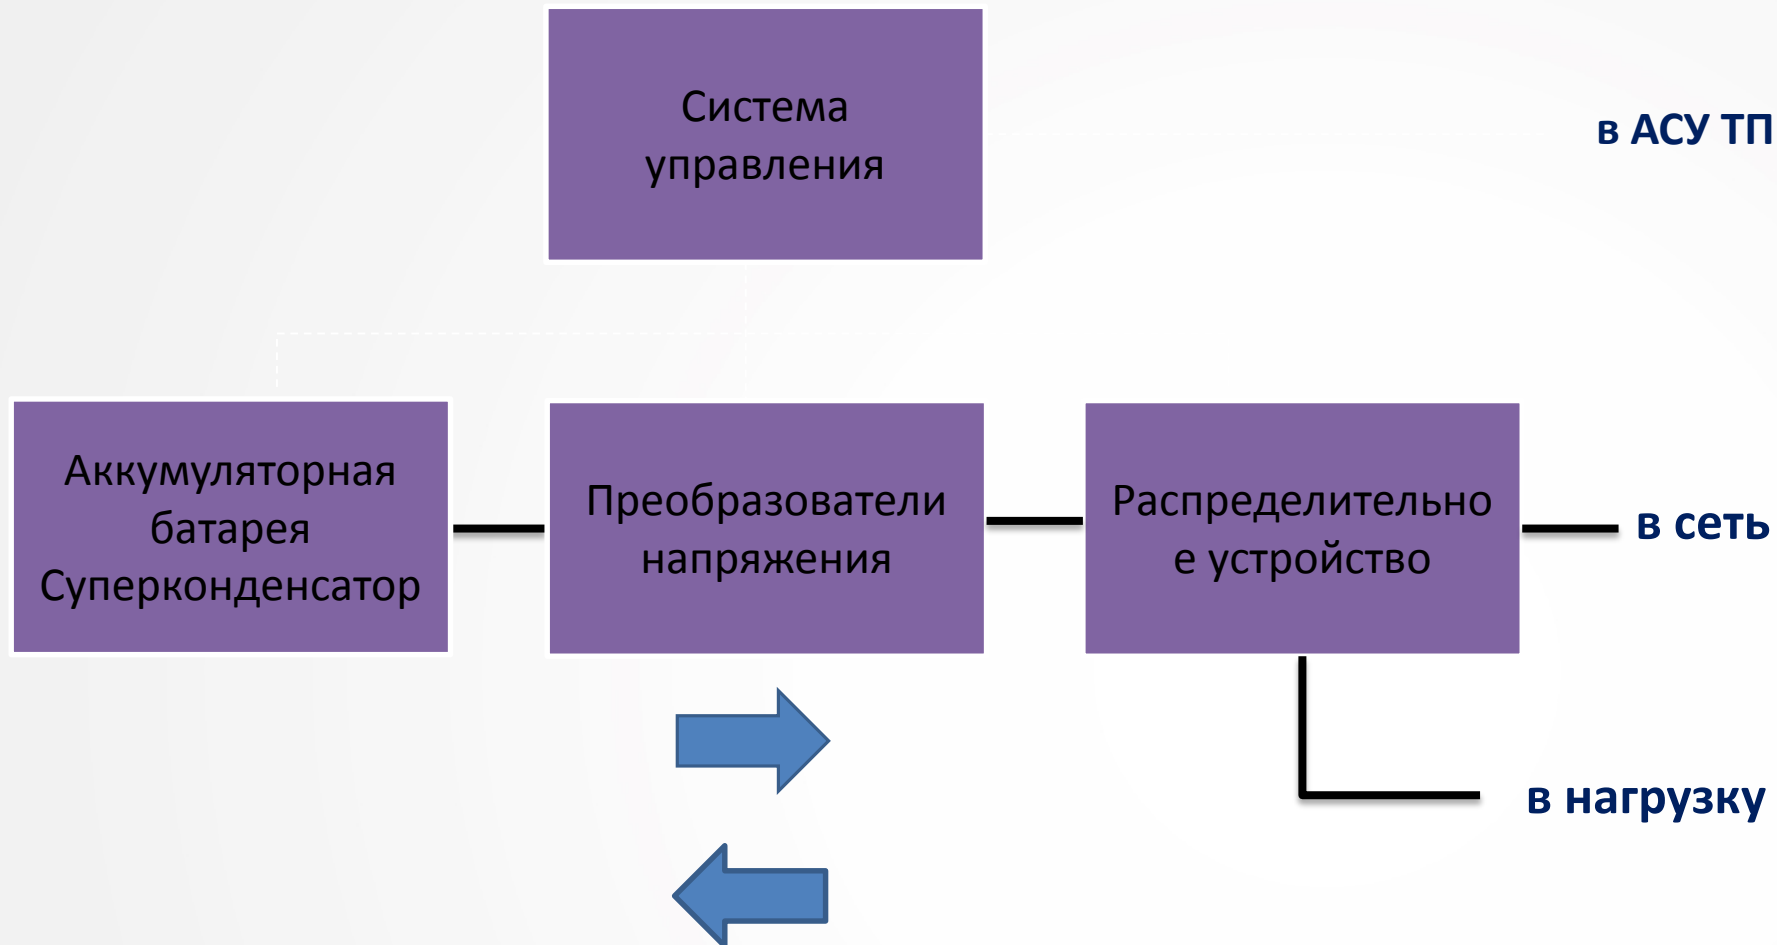 Система
управления
в АСУ ТП
Аккумуляторная
батарея
Суперконденсатор
Преобразователи
напряжения
Распределительно
е устройство
в сеть
в нагрузку